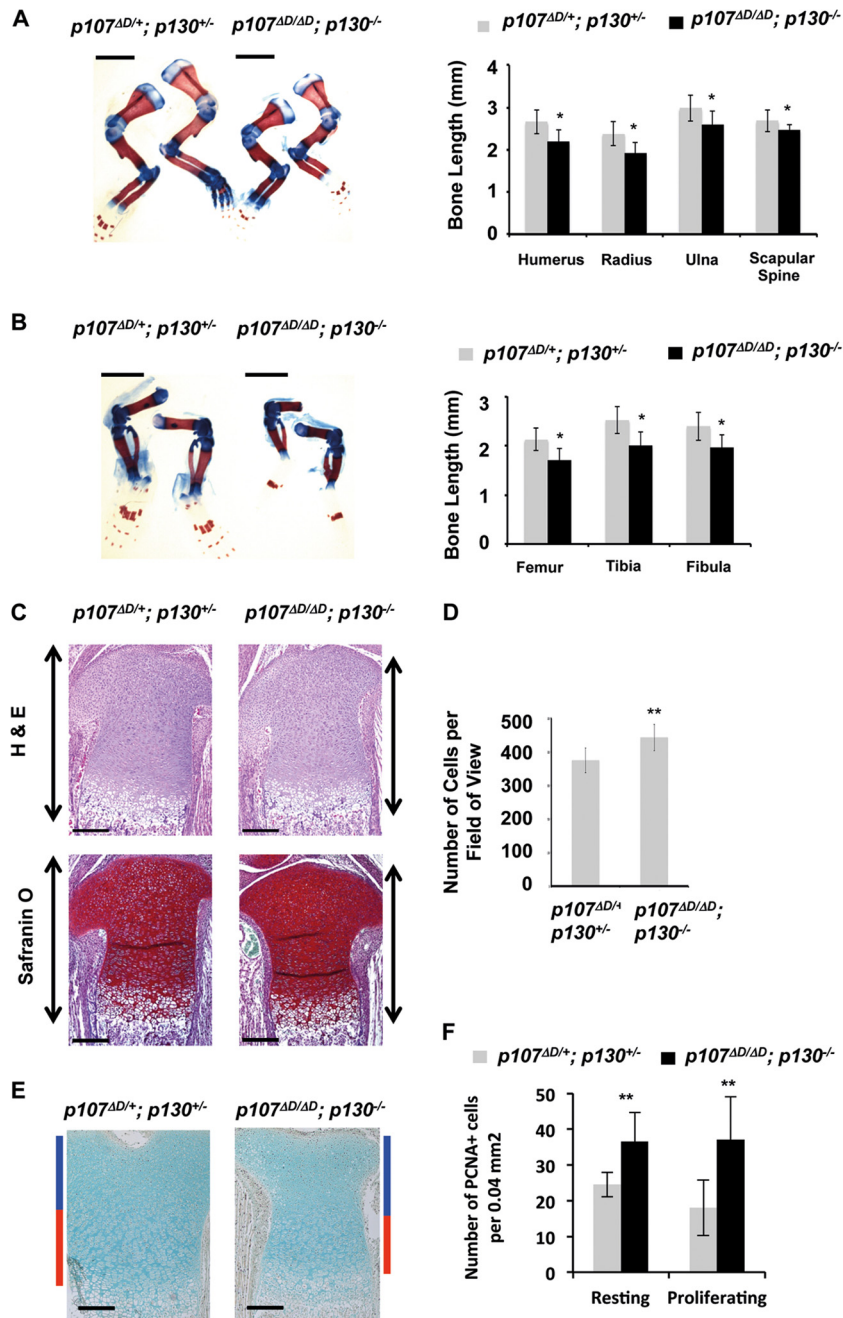 A
p107ΔD/+; p130+/-
p107ΔD/ΔD; p130-/-
p107ΔD/+; p130+/-
p107ΔD/ΔD; p130-/-
Bone Length (mm)
4
3
2
1
0
*
*
*
*
Humerus
Radius
Ulna
Scapular
Spine
B
p107ΔD/+; p130+/-
p107ΔD/ΔD; p130-/-
p107ΔD/+; p130+/-
p107ΔD/ΔD; p130-/-
Bone Length (mm)
3
2
1
2
0
*
*
*
Femur
Tibia
Fibula
C
p107ΔD/+; p130+/-
p107ΔD/ΔD; p130-/-
H & E
Safranin O
D
Number of Cells per
Field of View
500
400
300
200
100
0
**
p107ΔD/
p130+/-
p107ΔD/ΔD;
p130-/-
E
p107ΔD/+; p130+/-
p107ΔD/ΔD; p130-/-
F
p107ΔD/+; p130+/-
p107ΔD/ΔD; p130-/-
Number of PCNA+ cells
per 0.04 mm2
50
40
30
20
10
0
**
**
Resting
Proliferating